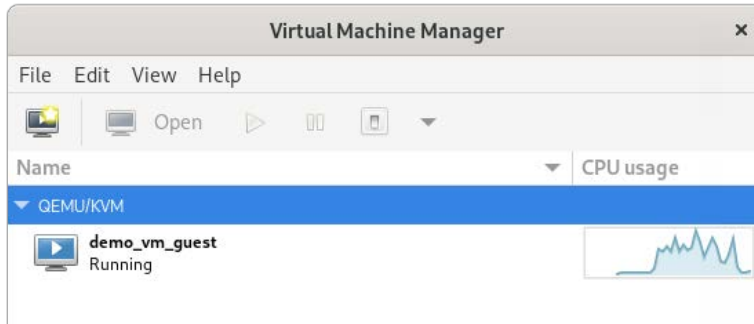 Virtual Machine Manager
File Edit View Help
Open
Name CPU usage
QEMU/KVM
demo_vm_guest
Running